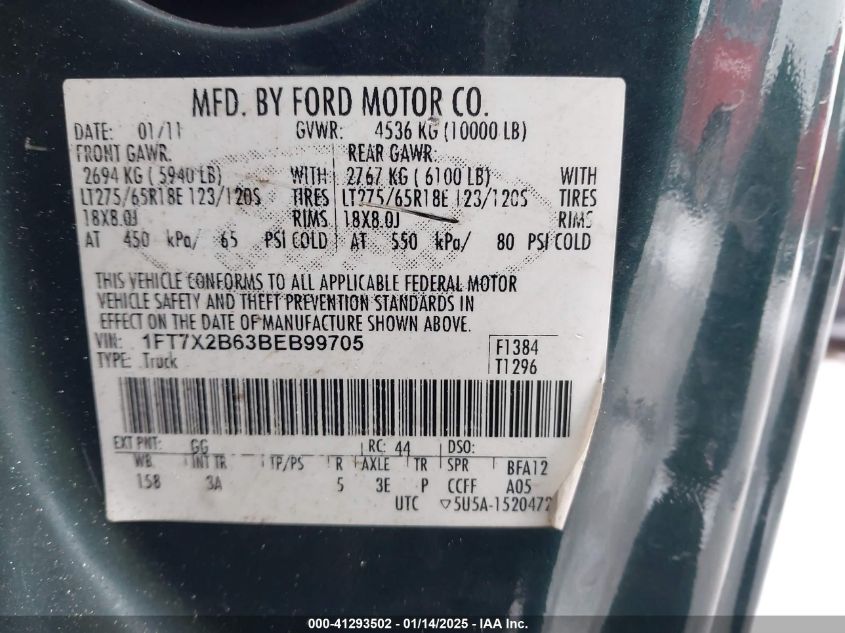 MFD. BY FORD MOTOR CO.
DATE: 01/11 GVWR: 4536 KG (10000 LB)
FRONT GAWR: REAR GAWR:
2694 KG ( 5940 LB) WITH 2767 KG ( 6100 LB) WITH
LT275/65R18E 123/120S TIRES LT275/65R18E 123/120S TIRES
18X8.0J RIMS 18X8.0J RIMS
AT 450 kPa/ 65 PSI COLD AT 550 kPa/ 80 PSI COLD
THIS VEHICLE CONFORMS TO ALL APPLICABLE FEDERAL MOTOR
VEHICLE SAFETY AND THEFT PREVENTION STANDARDS IN
EFFECT ON THE DATE OF MANUFACTURE SHOWN ABOVE.
VIN: 1FT7X2B63BEB99705 F1384
TYPE: Truck T1296
EXT PNT: GG RC: 44 DSO:
WB INT TR TP/PS R AXLE TR SPR BFA12
158 3A 5 3E P CCFF A05
UTC ▽5U5A-1520472
000-41293502 - 01/14/2025 - IAA Inc.